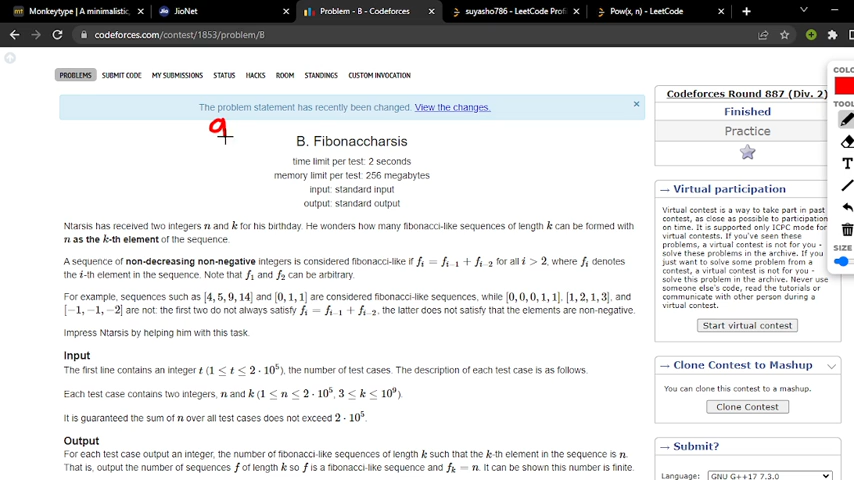 Monkeytype | A minimalistic,
JioNet
Problem - B - Codeforces
suyasho786 - LeetCode Prof
Pow(x, n) - LeetCode
codeforces.com/contest/1853/problem/B
PROBLEMS SUBMIT CODE MY SUBMISSIONS STATUS HACKS ROOM STANDINGS CUSTOM INVOCATION
The problem statement has recently been changed. View the changes.
a
B. Fibonaccharsis
time limit per test: 2 seconds
memory limit per test: 256 megabytes
input: standard input
output: standard output
Ntarsis has received two integers n and k for his birthday. He wonders how many fibonacci-like sequences of length k can be formed with
n as the k-th element of the sequence.
A sequence of non-decreasing non-negative integers is considered fibonacci-like if f_i = f_{i−1} + f_{i−2} for all i > 2, where f_i denotes
the i-th element in the sequence. Note that f_1 and f_2 can be arbitrary.
For example, sequences such as [4, 5, 9, 14] and [0, 1, 1] are considered fibonacci-like sequences, while [0, 0, 0, 1, 1], [1, 2, 1, 3], and
[−1, −1, −2] are not: the first two do not always satisfy f_i = f_{i−1} + f_{i−2}, the latter does not satisfy that the elements are non-negative.
Impress Ntarsis by helping him with this task.
Input
The first line contains an integer t (1 ≤ t ≤ 2 · 10^5), the number of test cases. The description of each test case is as follows.
Each test case contains two integers, n and k (1 ≤ n ≤ 2 · 10^5, 3 ≤ k ≤ 10^9).
It is guaranteed the sum of n over all test cases does not exceed 2 · 10^5.
Output
For each test case output an integer, the number of fibonacci-like sequences of length k such that the k-th element in the sequence is n.
That is, output the number of sequences f of length k so f is a fibonacci-like sequence and f_k = n. It can be shown this number is finite.
Codeforces Round 887 (Div. 2)
Finished
Practice
→ Virtual participation
Virtual contest is a way to take part in past
contest, as close as possible to participation
on time. It is supported only ICPC mode for
virtual contests. If you've seen these
problems, a virtual contest is not for you -
solve these problems in the archive. If you
just want to solve some problem from a
contest, a virtual contest is not for you -
solve this problem in the archive. Never
use someone else's code, read the tutorials or
communicate with other person during a
virtual contest.
Start virtual contest
→ Clone Contest to Mashup
You can clone this contest to a mashup.
Clone Contest
→ Submit?
Language:
GNU G++17 7.3.0
COLO
TOOL
T
SIZE